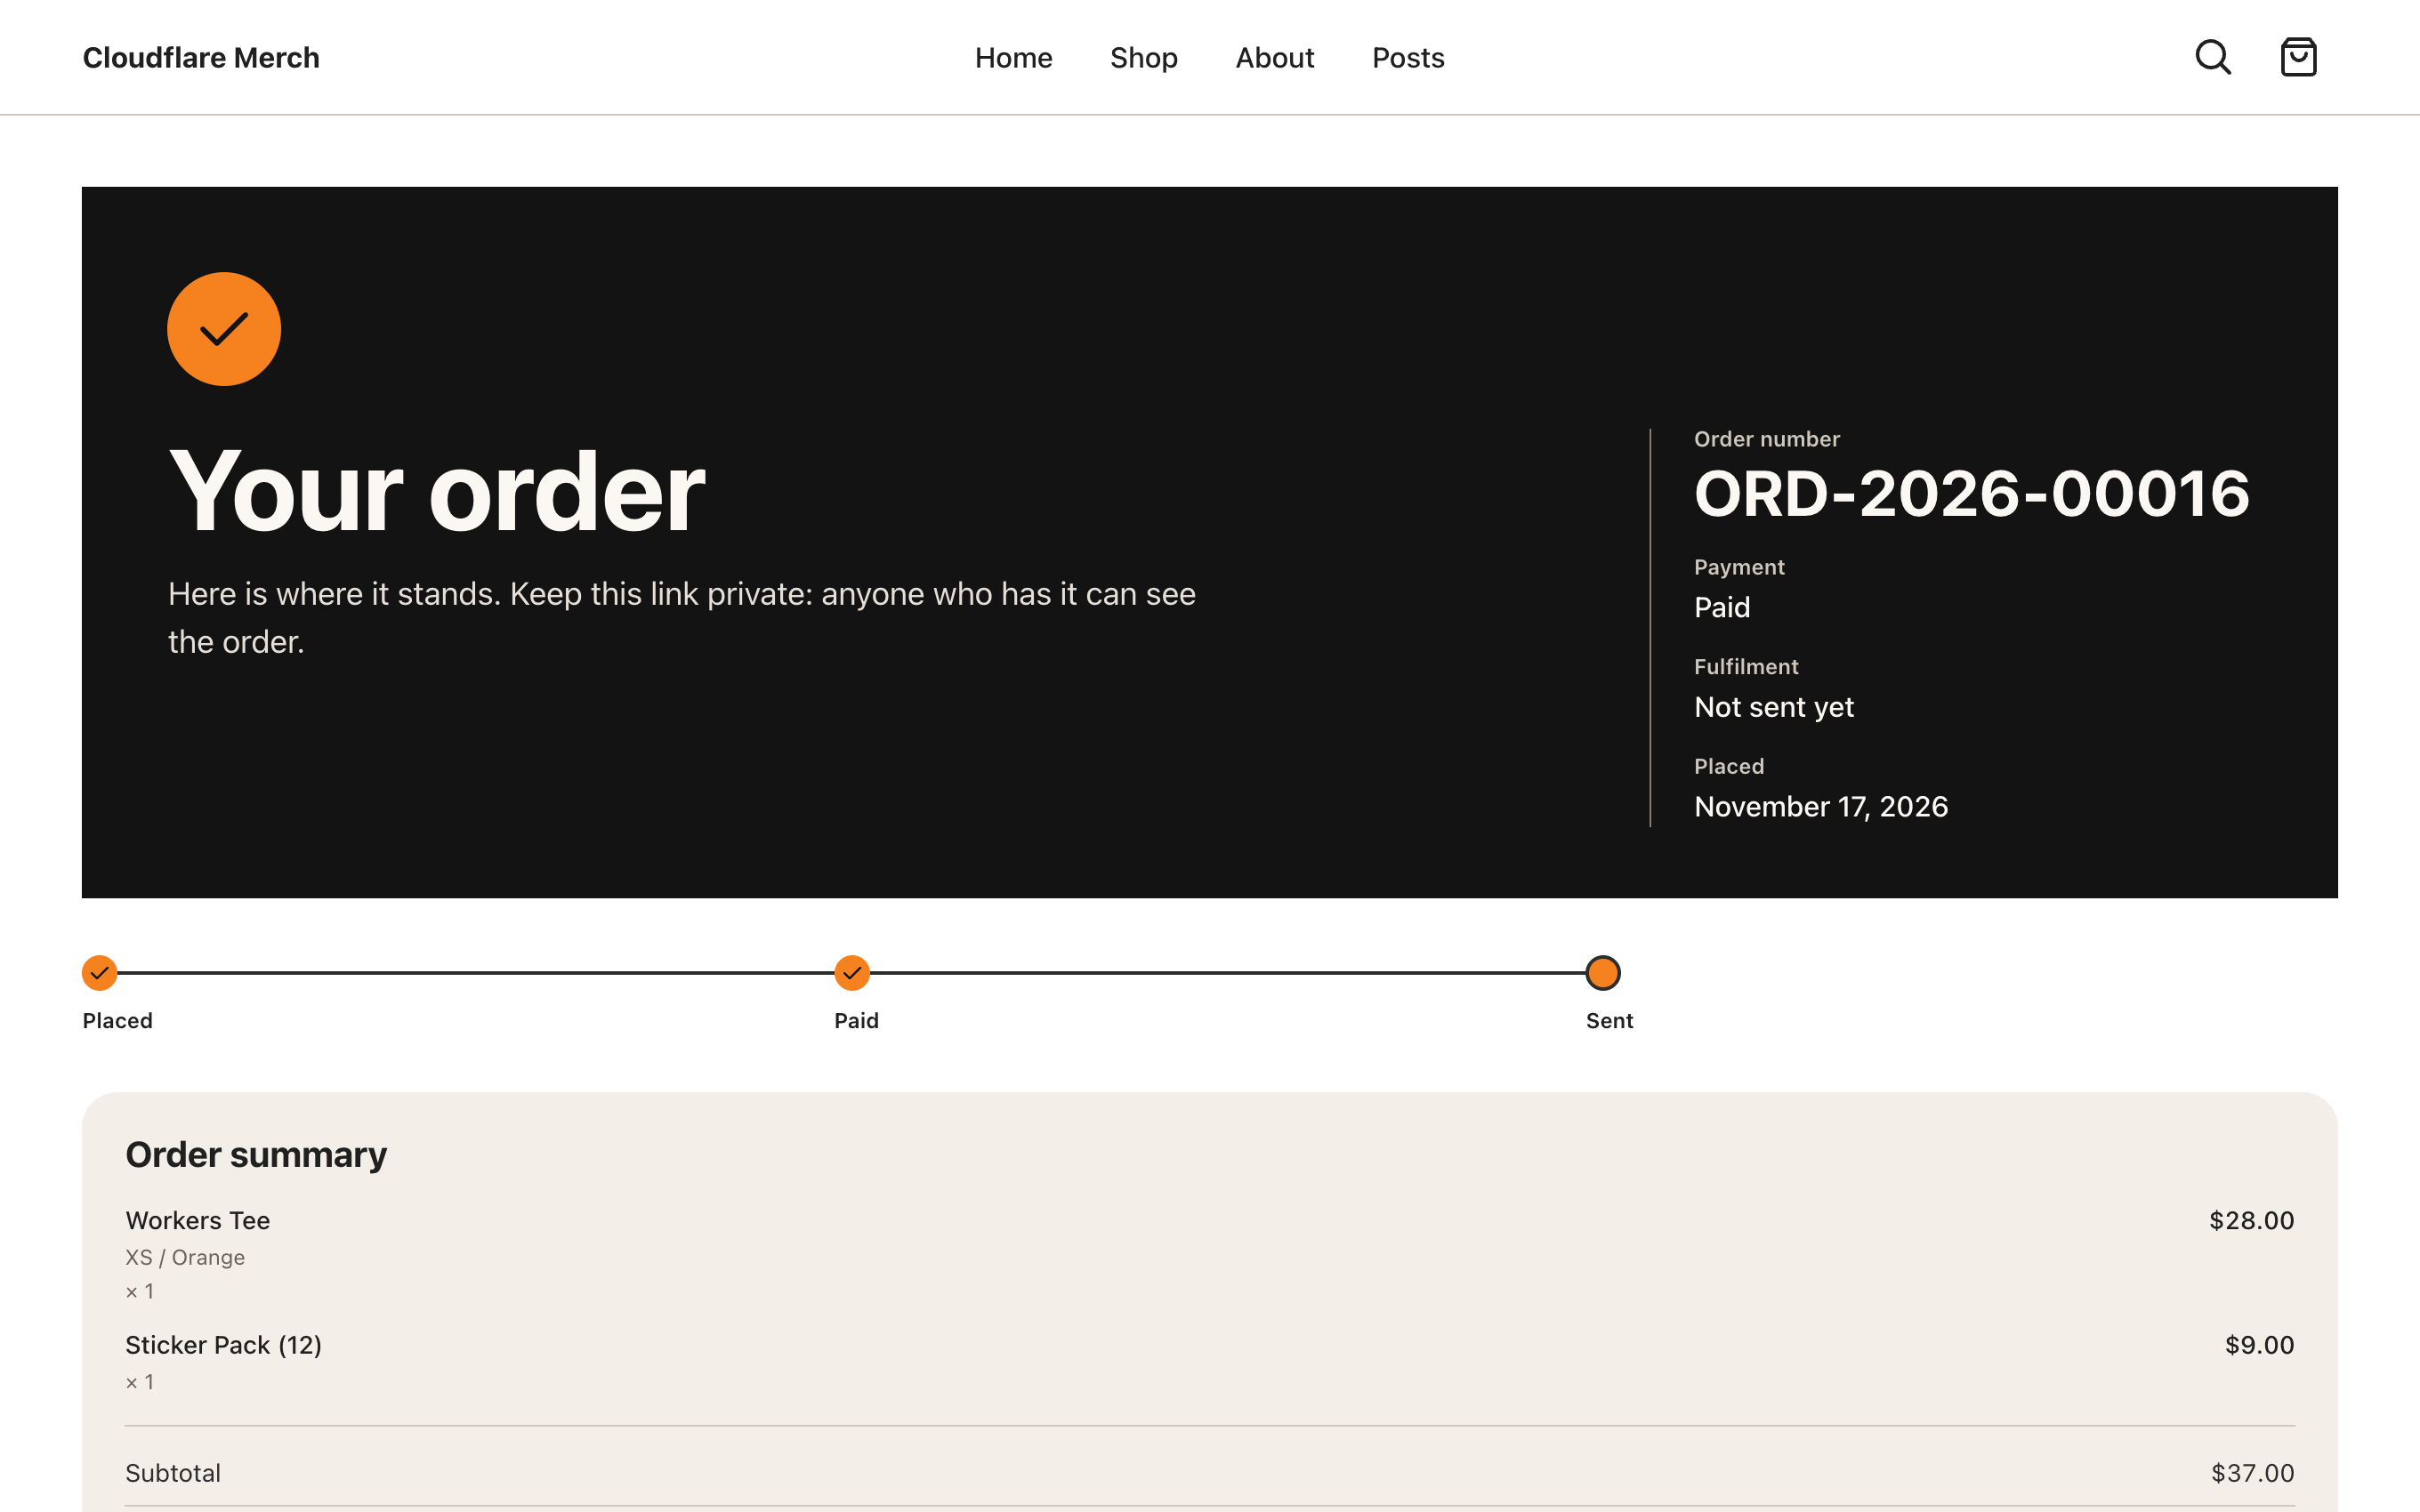 Cloudflare Merch
Home Shop About Posts
Your order
Here is where it stands. Keep this link private: anyone who has it can see
the order.
Order number
ORD-2026-00016
Payment
Paid
Fulfilment
Not sent yet
Placed
November 17, 2026
Placed Paid Sent
Order summary
Workers Tee $28.00
XS / Orange
× 1
Sticker Pack (12) $9.00
× 1
Subtotal $37.00